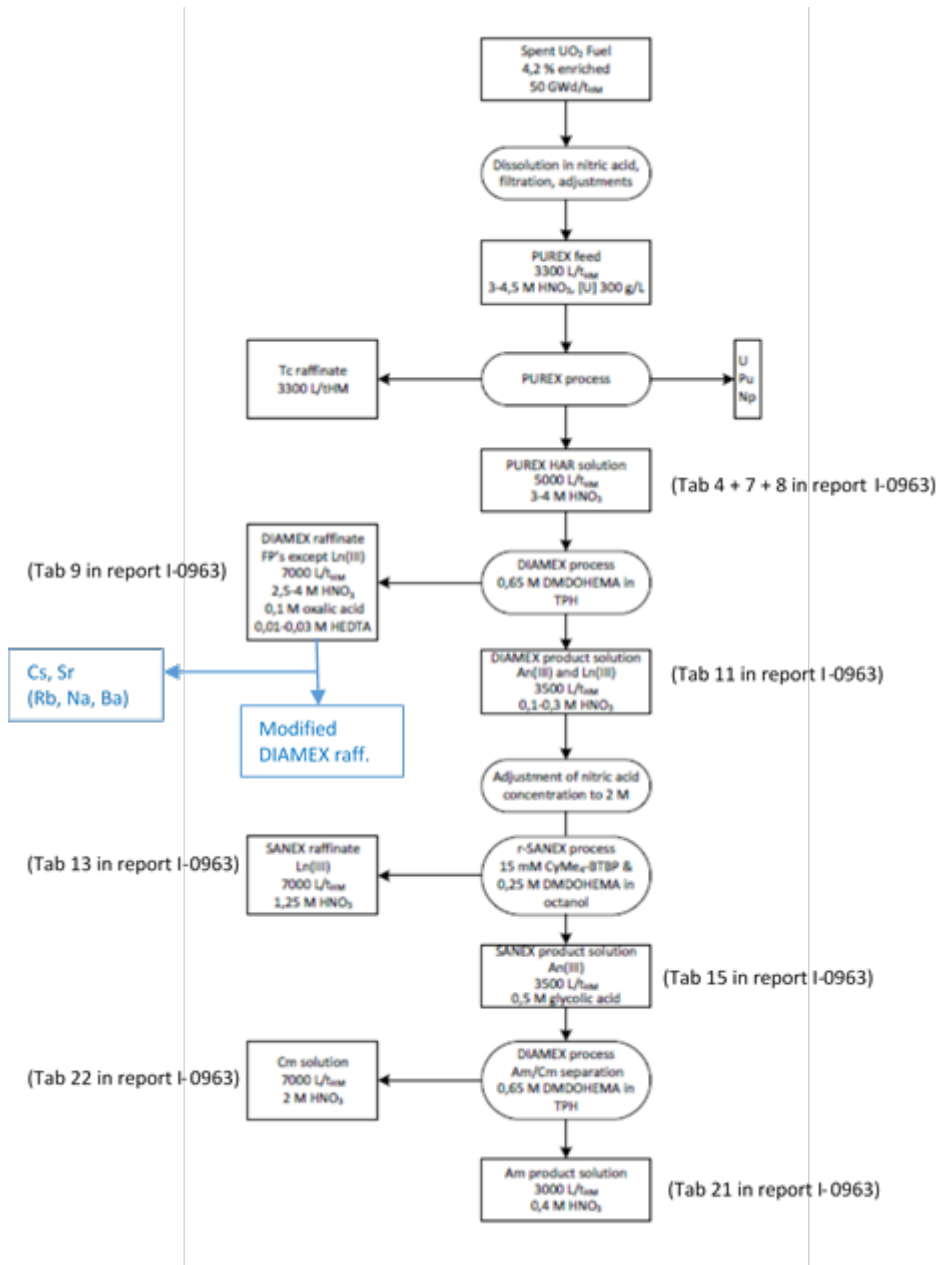 Spent UO₂ Fuel
4,2 % enriched
50 GWd/tHM
Dissolution in nitric acid,
filtration, adjustments
PUREX feed
3300 L/tHM
3-4,5 M HNO₃, [U] 300 g/L
Tc raffinate
3300 L/tHM
PUREX process
U
Pu
Np
PUREX HAR solution
5000 L/tHM
3-4 M HNO₃
(Tab 4 + 7 + 8 in report I-0963)
(Tab 9 in report I-0963)
DIAMEX raffinate
FP's except Ln(III)
7000 L/tHM
2,5-4 M HNO₃
0,1 M oxalic acid
0,01-0,03 M HEDTA
DIAMEX process
0,65 M DMDOHEMA in
TPH
Cs, Sr
(Rb, Na, Ba)
Modified
DIAMEX raff.
DIAMEX product solution
An(III) and Ln(III)
3500 L/tHM
0,1-0,3 M HNO₃
(Tab 11 in report I-0963)
Adjustment of nitric acid
concentration to 2 M
(Tab 13 in report I-0963)
SANEX raffinate
Ln(III)
7000 L/tHM
1,25 M HNO₃
r-SANEX process
15 mM CyMe₄-BTBP &
0,25 M DMDOHEMA in
octanol
SANEX product solution
An(III)
3500 L/tHM
0,5 M glycolic acid
(Tab 15 in report I-0963)
(Tab 22 in report I-0963)
Cm solution
7000 L/tHM
2 M HNO₃
DIAMEX process
Am/Cm separation
0,65 M DMDOHEMA in
TPH
Am product solution
3000 L/tHM
0,4 M HNO₃
(Tab 21 in report I-0963)